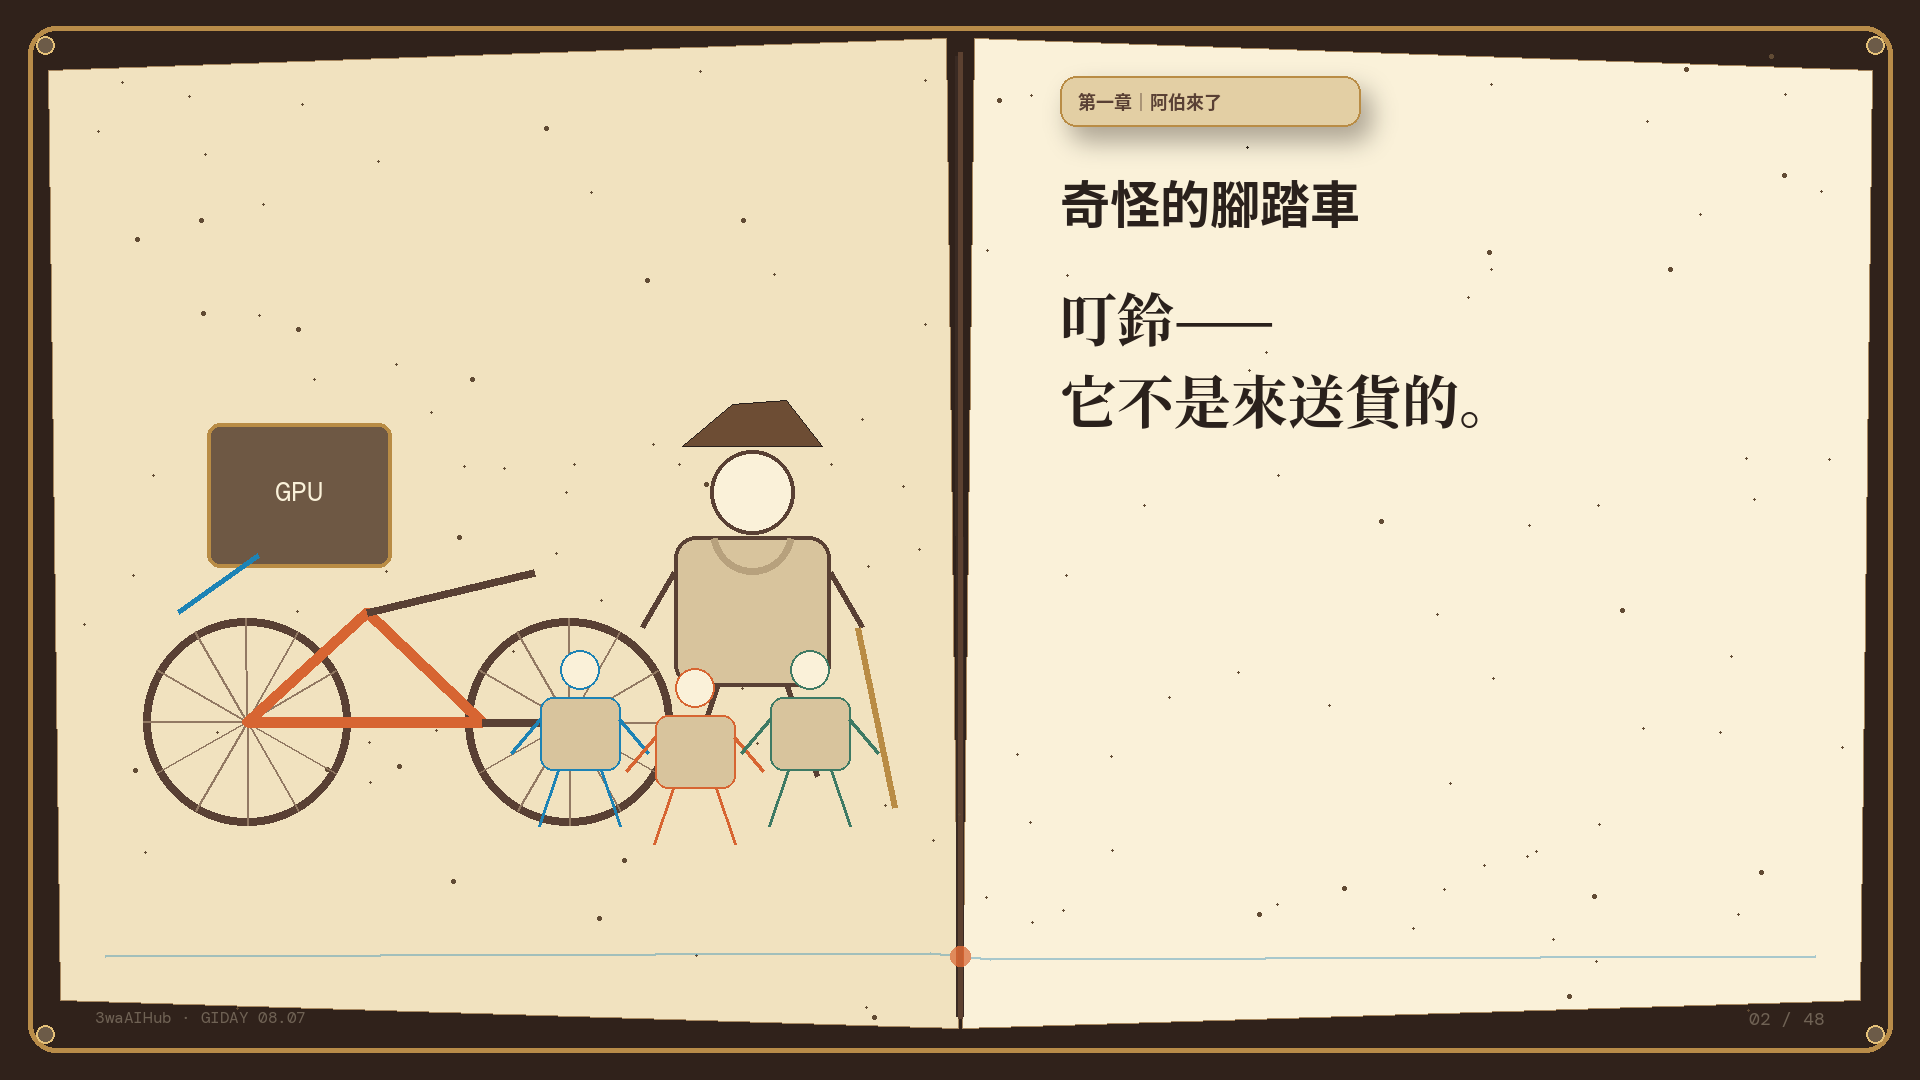 GPU
第一章｜阿伯來了
奇怪的腳踏車
叮鈴——
它不是來送貨的。
3waAIHub · GIDAY 08.07
02 / 48